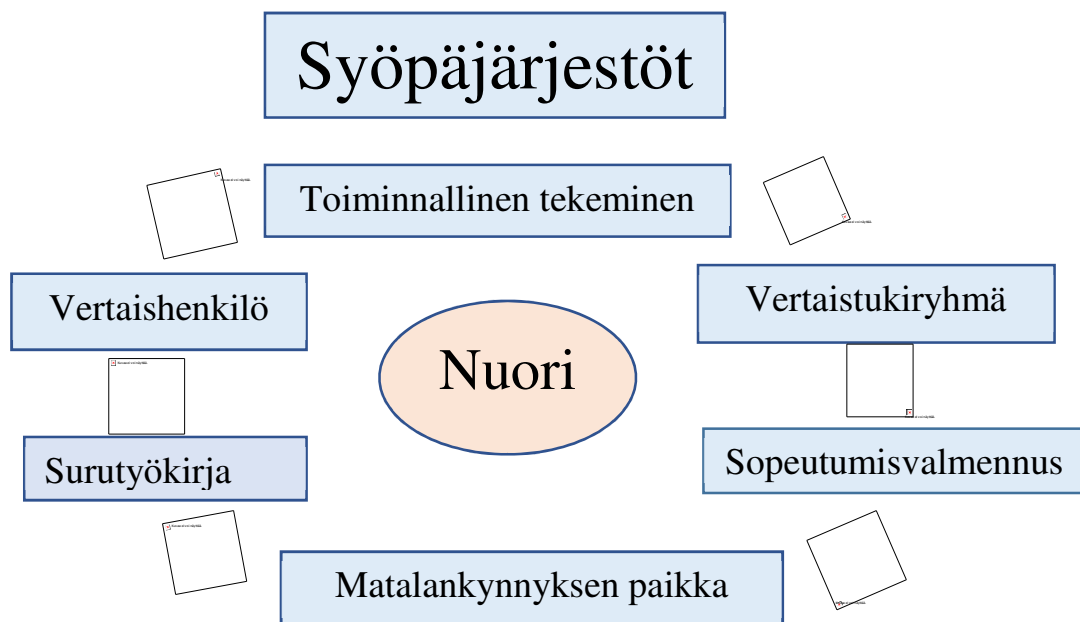 Syöpäjärjestöt
Toiminnallinen tekeminen
Vertaishenkilö
Vertaistukiryhmä
Nuori
Surutyökirja
Sopeutumisvalmennus
Matalankynnyksen paikka